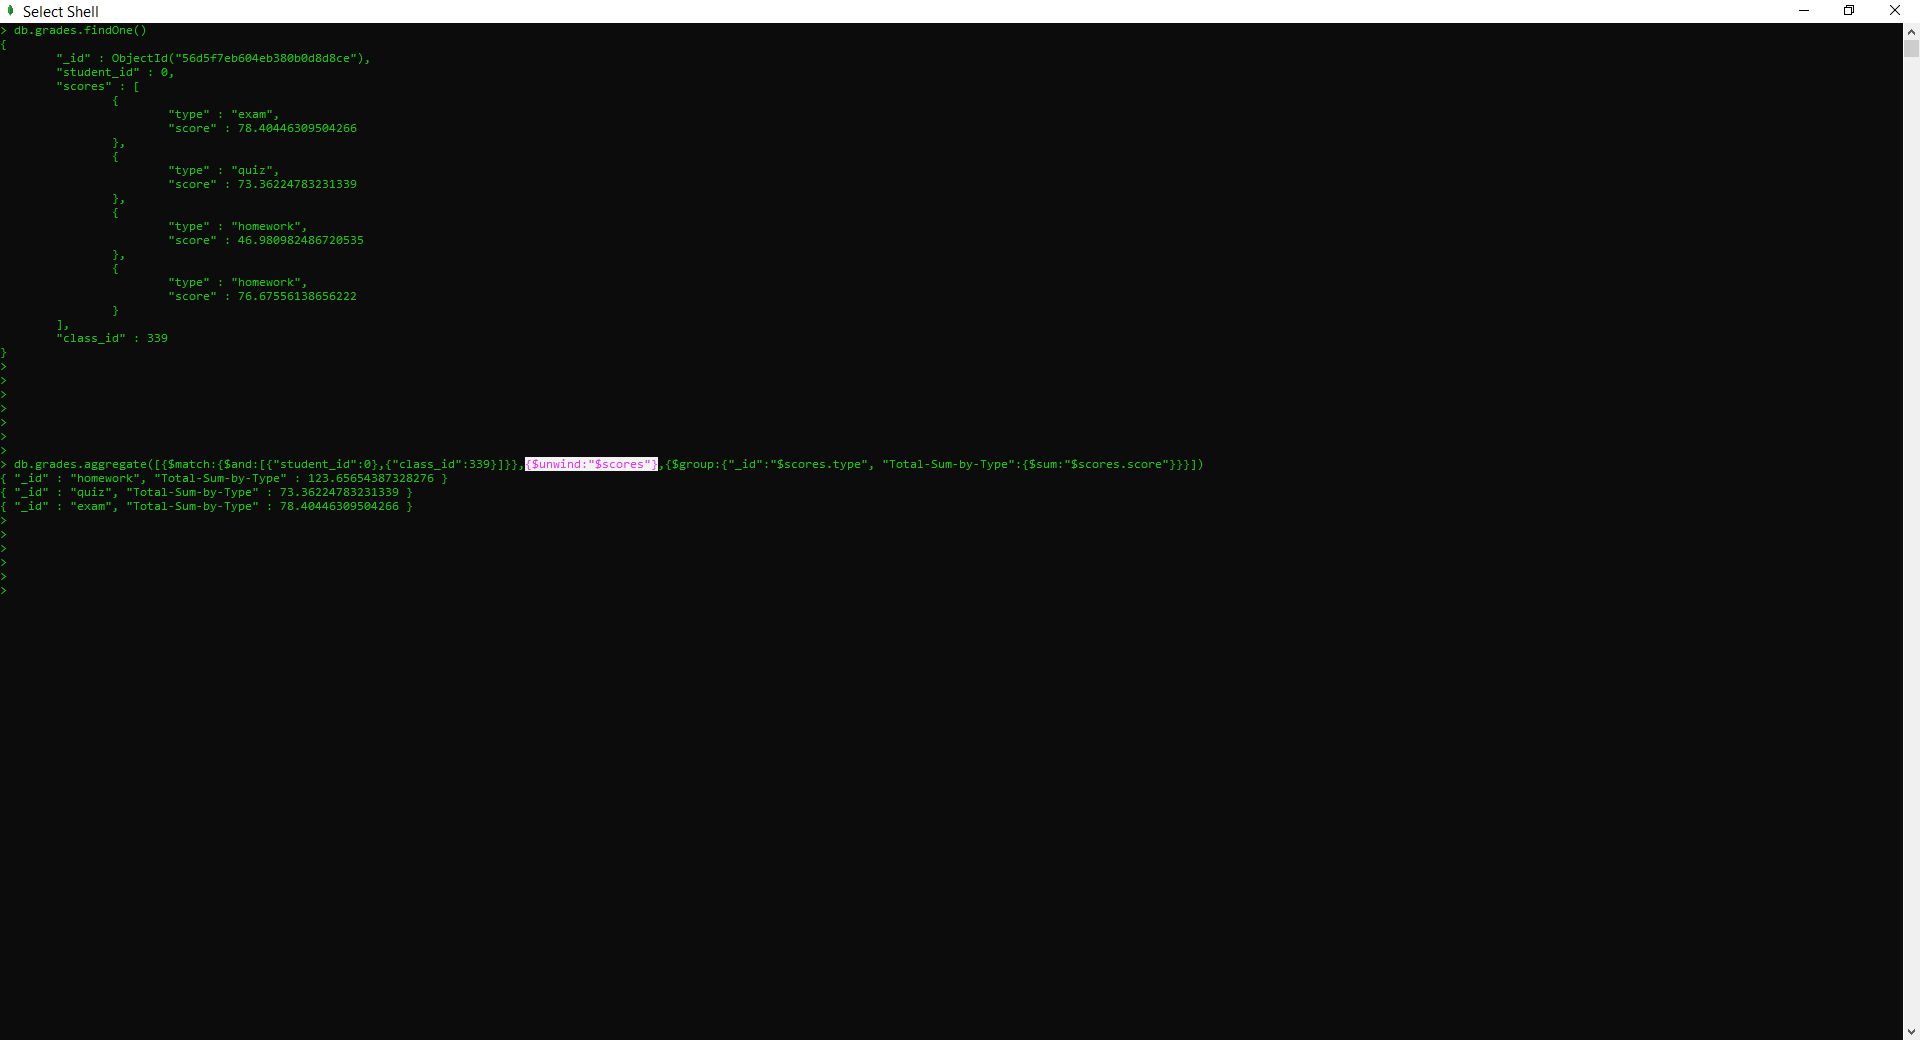 Select Shell
> db.grades.findOne()
{
        "_id" : ObjectId("56d5f7eb604eb380b0d8d8ce"),
        "student_id" : 0,
        "scores" : [
                {
                        "type" : "exam",
                        "score" : 78.40446309504266
                },
                {
                        "type" : "quiz",
                        "score" : 73.36224783231339
                },
                {
                        "type" : "homework",
                        "score" : 46.980982486720535
                },
                {
                        "type" : "homework",
                        "score" : 76.67556138656222
                }
        ],
        "class_id" : 339
}
>
>
>
>
>
>
>
> db.grades.aggregate([{$match:{$and:[{"student_id":0},{"class_id":339}]}},{$unwind:"$scores"},{$group:{"_id":"$scores.type", "Total-Sum-by-Type":{$sum:"$scores.score"}}}])
{ "_id" : "homework", "Total-Sum-by-Type" : 123.65654387328276 }
{ "_id" : "quiz", "Total-Sum-by-Type" : 73.36224783231339 }
{ "_id" : "exam", "Total-Sum-by-Type" : 78.40446309504266 }
>
>
>
>
>
>